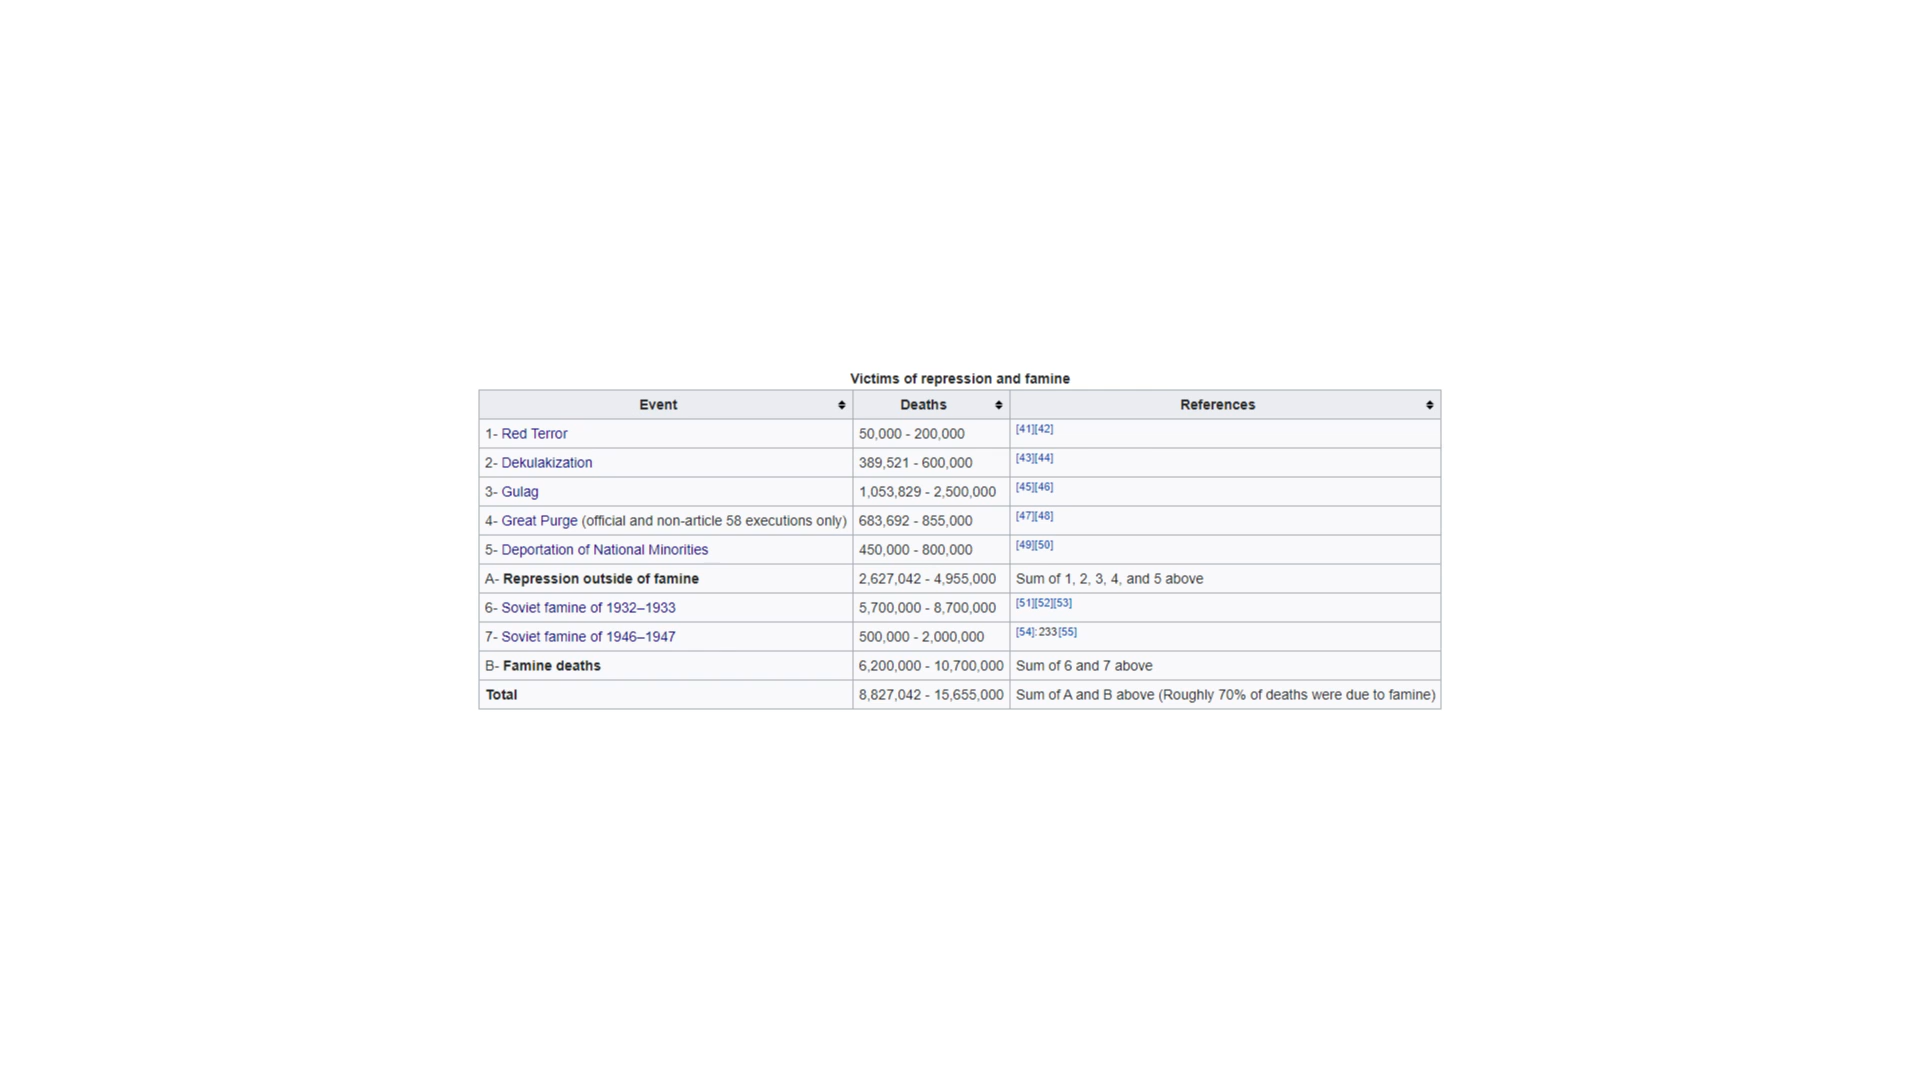 Victims of repression and famine
Event Deaths References
1- Red Terror 50,000 - 200,000 [41][42]
2- Dekulakization 389,521 - 600,000 [43][44]
3- Gulag 1,053,829 - 2,500,000 [45][46]
4- Great Purge (official and non-article 58 executions only) 683,692 - 855,000 [47][48]
5- Deportation of National Minorities 450,000 - 800,000 [49][50]
A- Repression outside of famine 2,627,042 - 4,955,000 Sum of 1, 2, 3, 4, and 5 above
6- Soviet famine of 1932–1933 5,700,000 - 8,700,000 [51][52][53]
7- Soviet famine of 1946–1947 500,000 - 2,000,000 [54]:233[55]
B- Famine deaths 6,200,000 - 10,700,000 Sum of 6 and 7 above
Total 8,827,042 - 15,655,000 Sum of A and B above (Roughly 70% of deaths were due to famine)